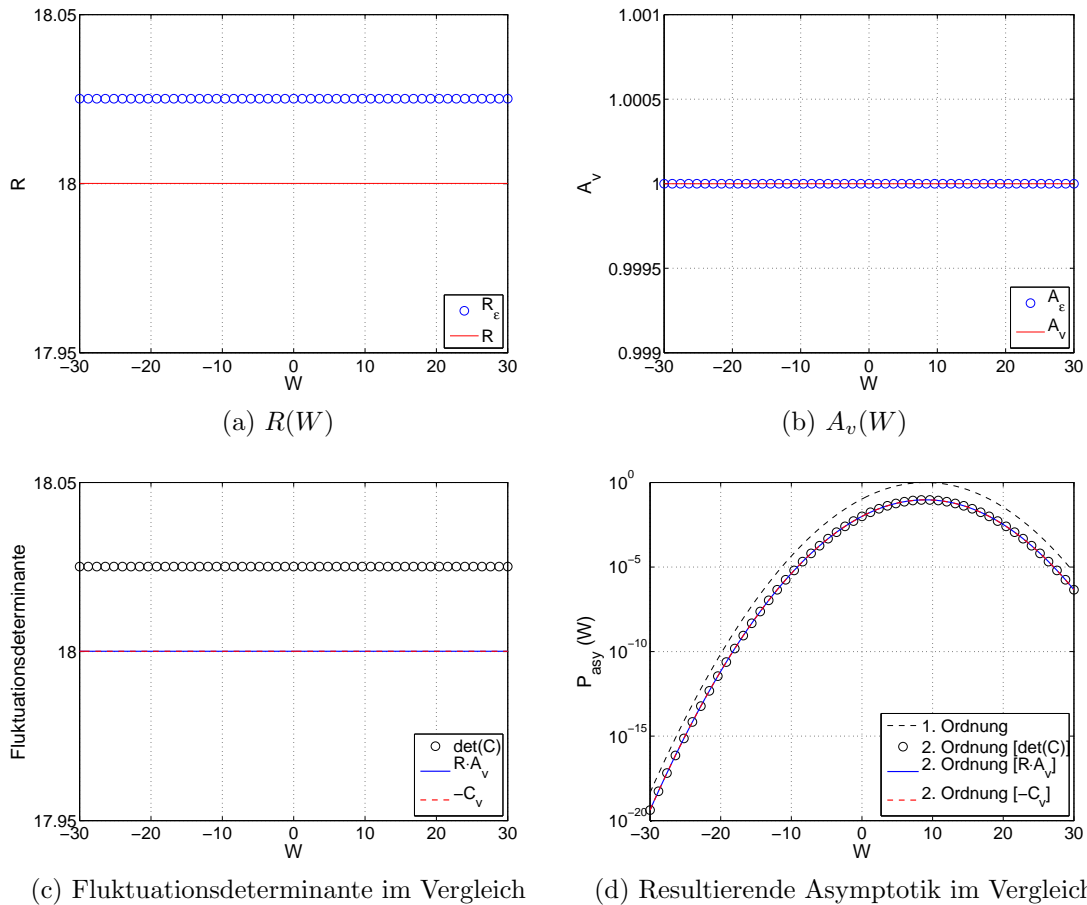 18.05
18
17.95
R
−30 −20 −10 0 10 20 30
W
R_ε
R
(a) R(W)
1.001
1.0005
1
0.9995
0.999
A_v
−30 −20 −10 0 10 20 30
W
A_ε
A_v
(b) A_v(W)
18.05
18
17.95
Fluktuationsdeterminante
−30 −20 −10 0 10 20 30
W
det(C)
R·A_v
−C_v
(c) Fluktuationsdeterminante im Vergleich
10^0
10^−5
10^−10
10^−15
10^−20
P_asy (W)
−30 −20 −10 0 10 20 30
W
1. Ordnung
2. Ordnung [det(C)]
2. Ordnung [R·A_v]
2. Ordnung [−C_v]
(d) Resultierende Asymptotik im Vergleich